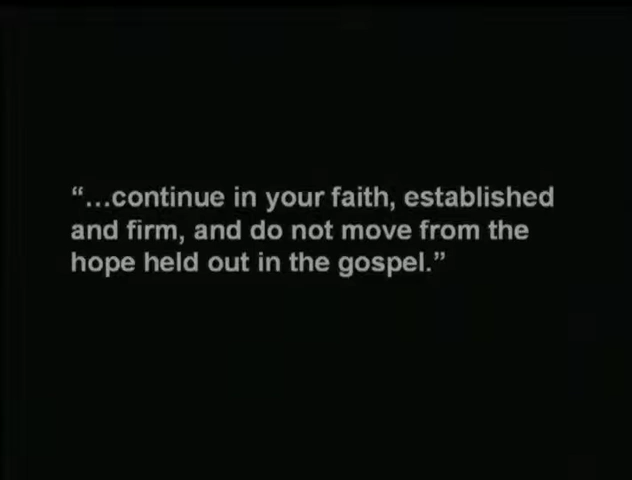 “…continue in your faith, established
and firm, and do not move from the
hope held out in the gospel.”